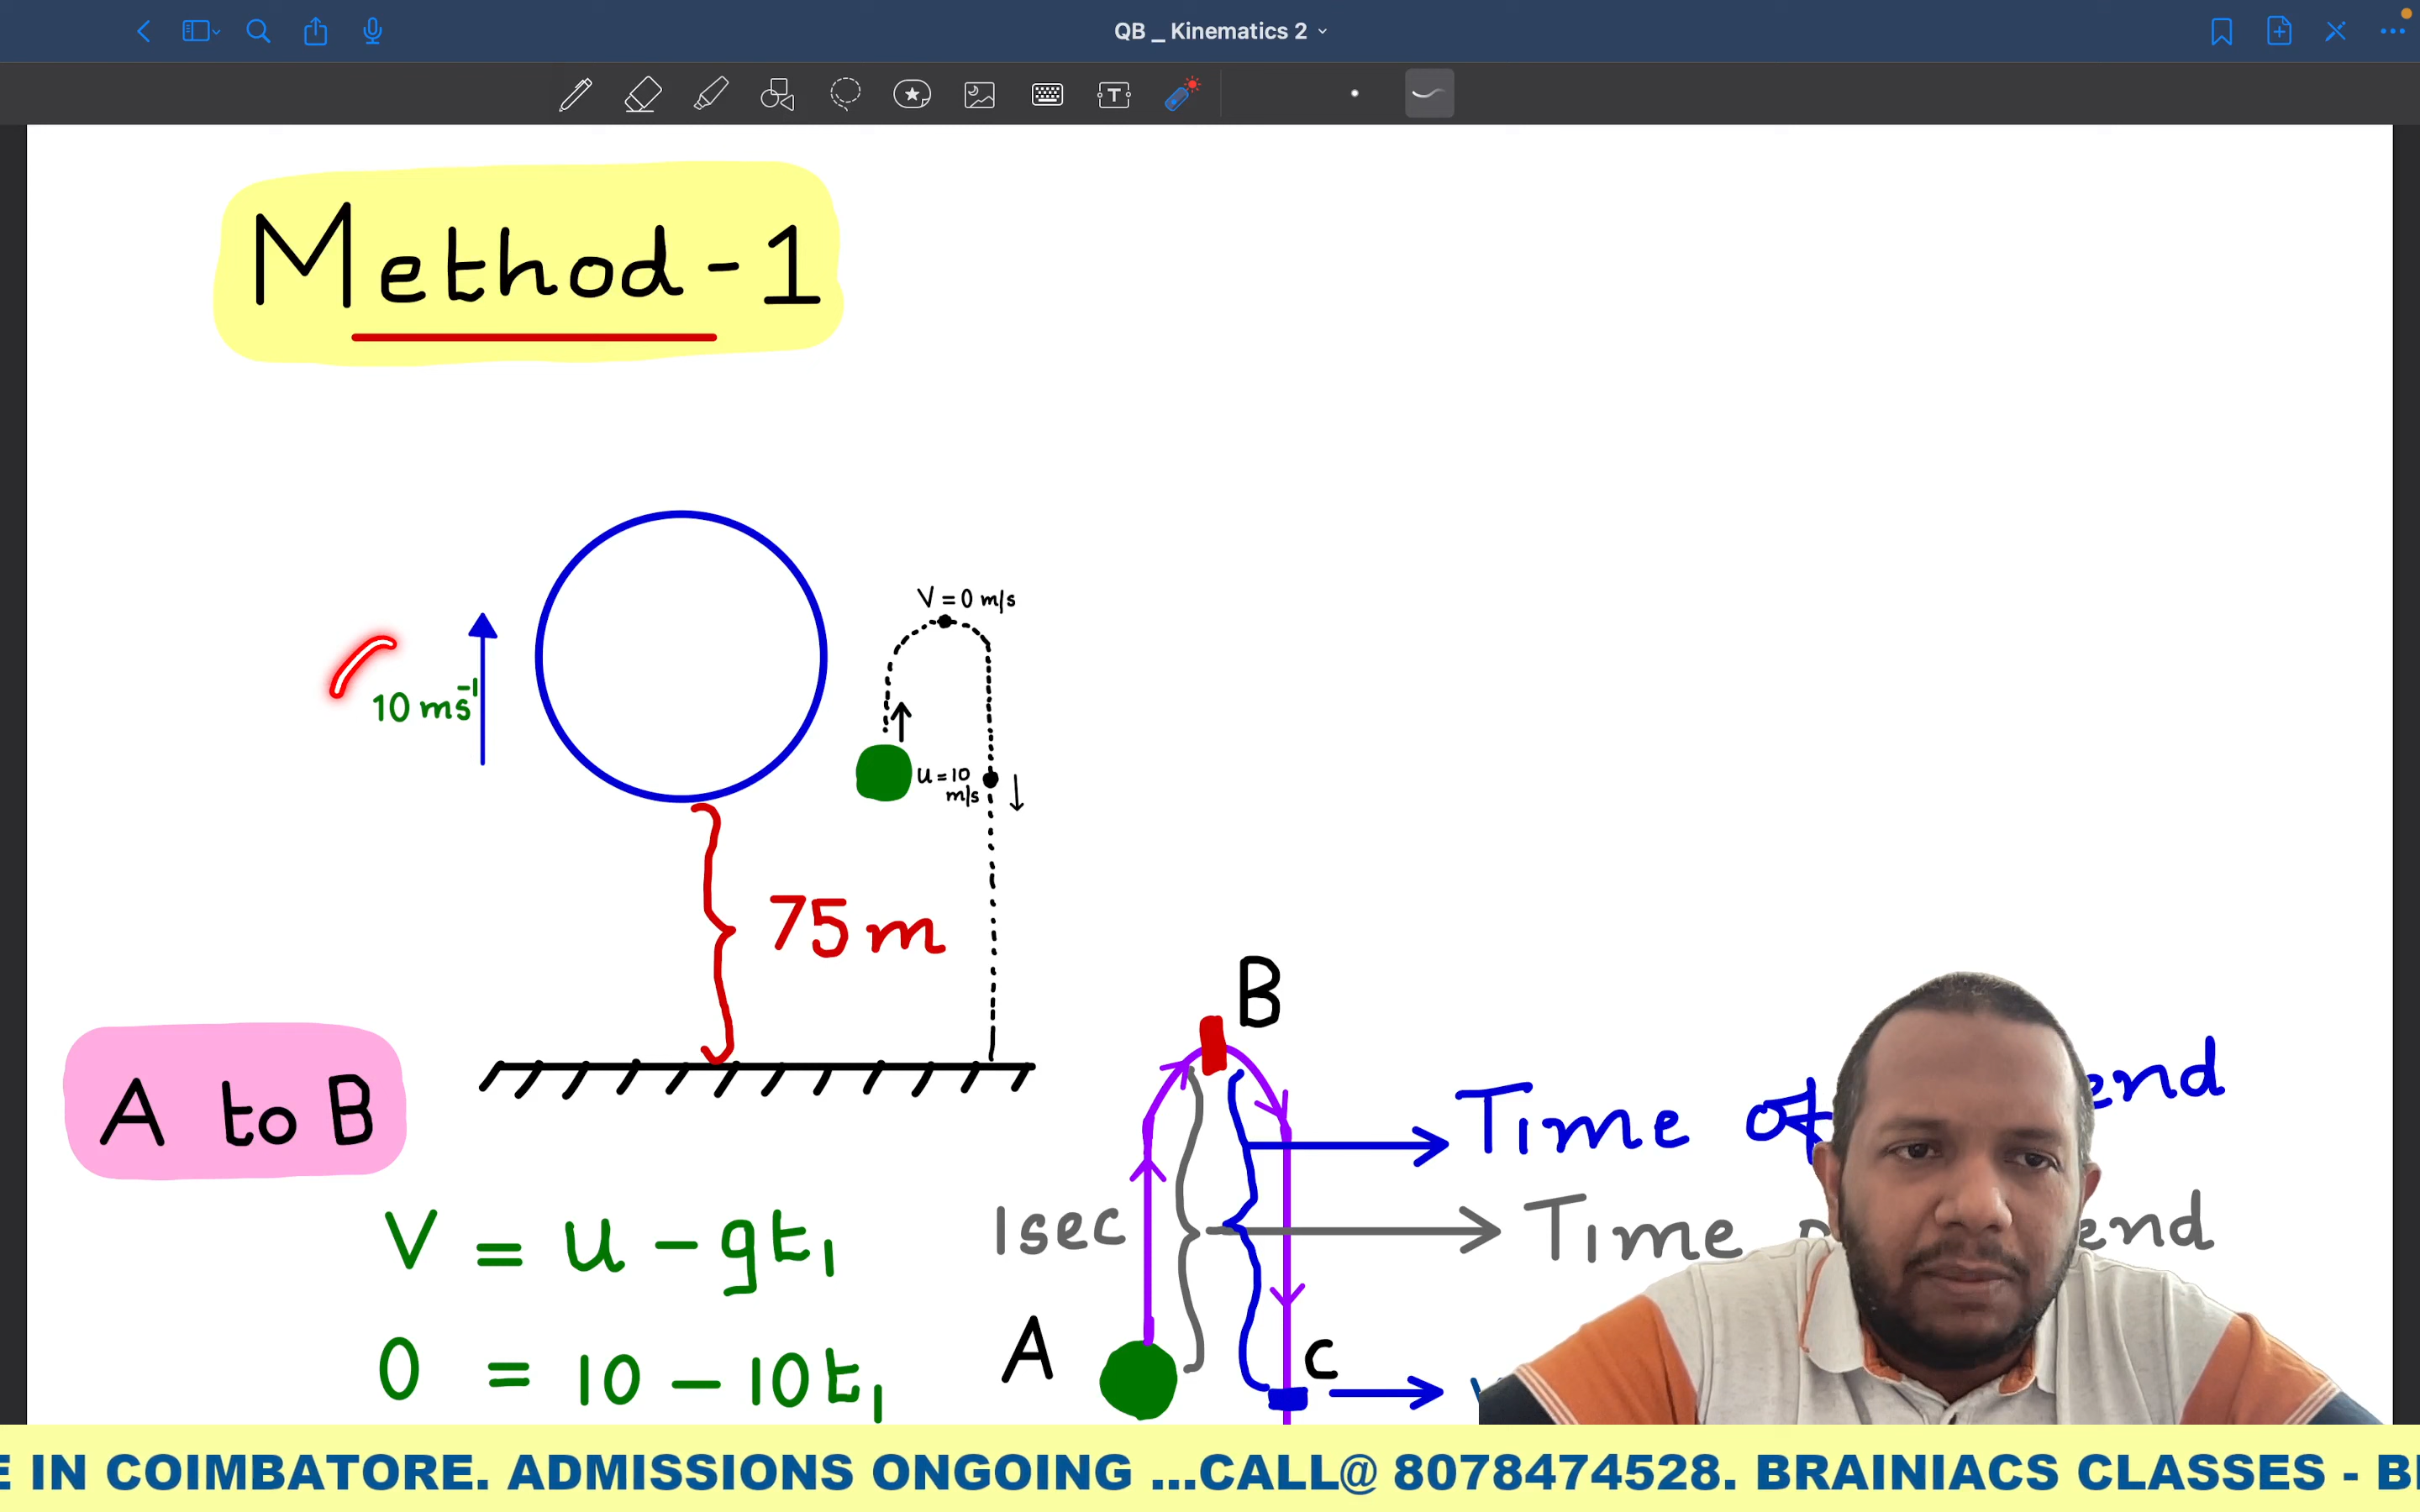 QB _ Kinematics 2
Method-1
V = 0 m/s
10 ms⁻¹
u = 10
m/s
75m
B
A to B
Time of end
1sec
Time end
V = u - gt₁
A
C
0 = 10 - 10t₁
E IN COIMBATORE. ADMISSIONS ONGOING ...CALL@ 8078474528. BRAINIACS CLASSES -